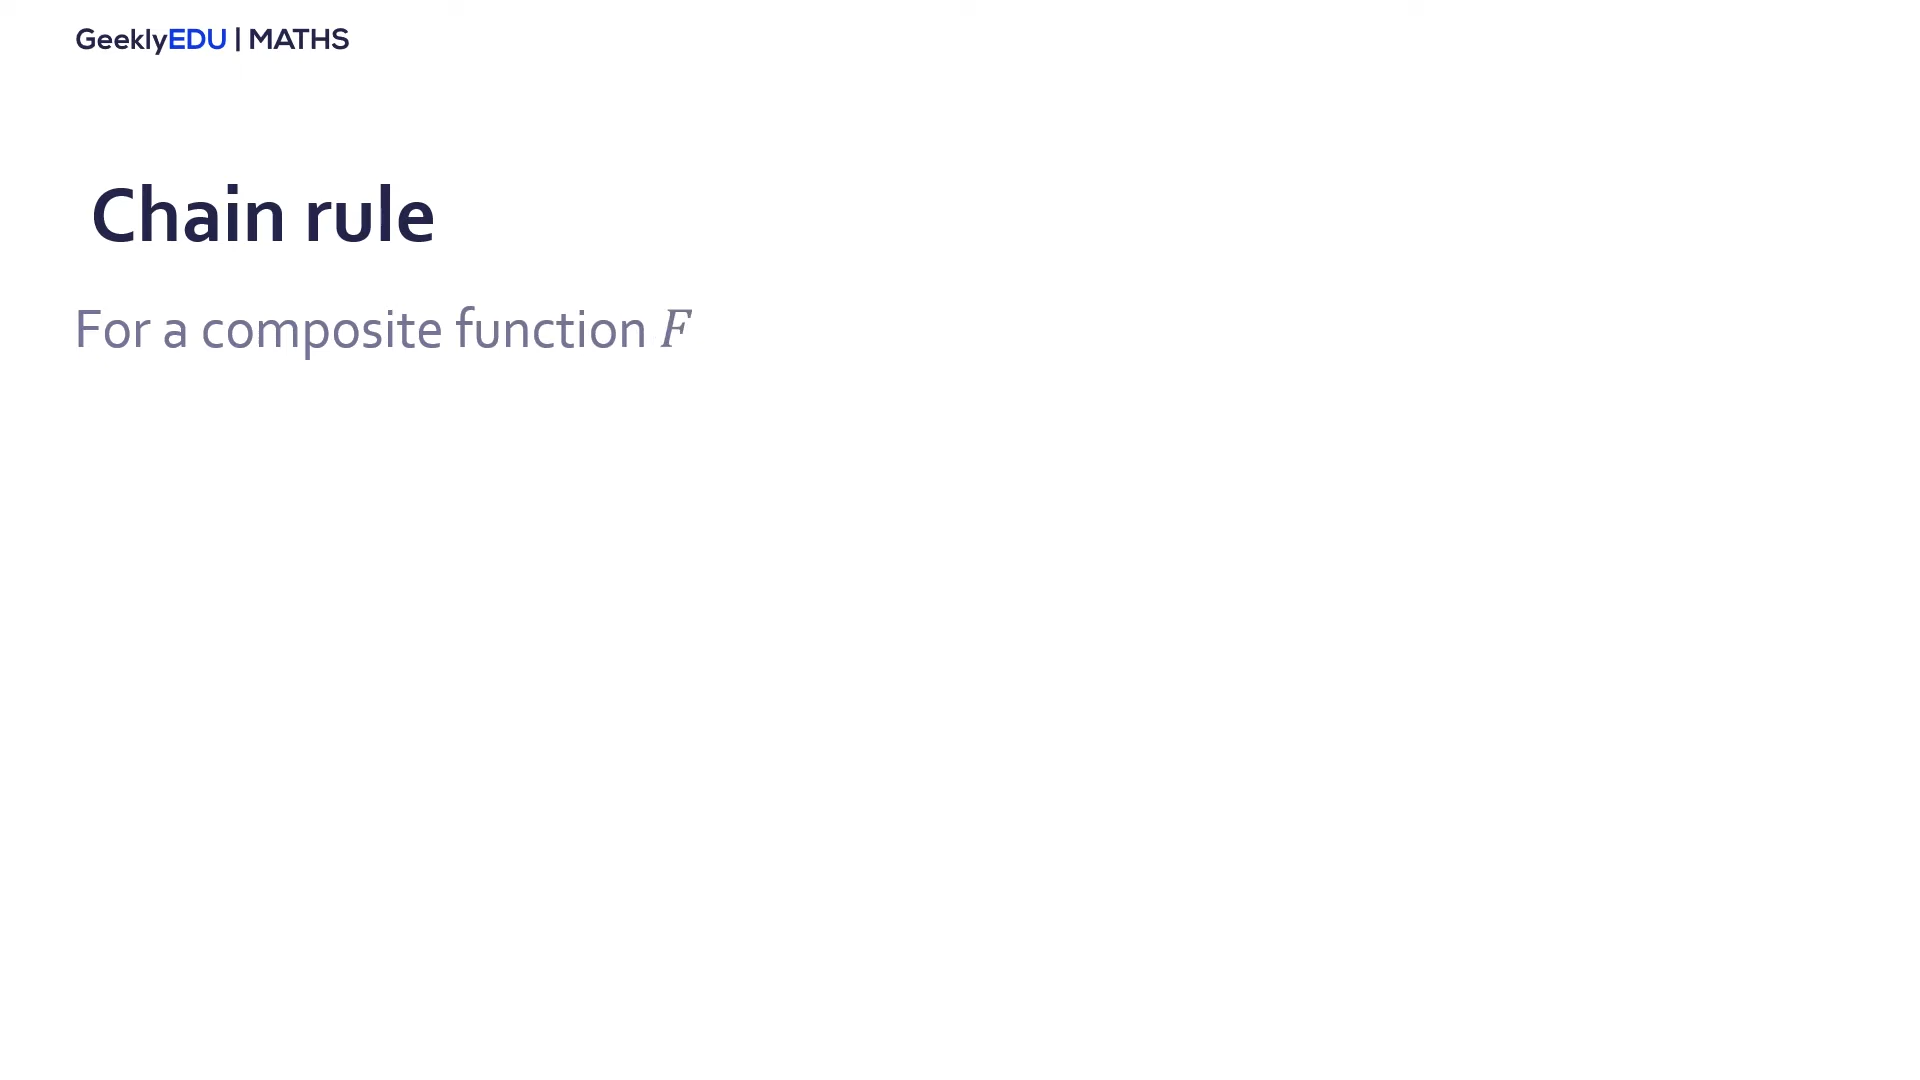 GeeklyEDU | MATHS
Chain rule
For a composite function F